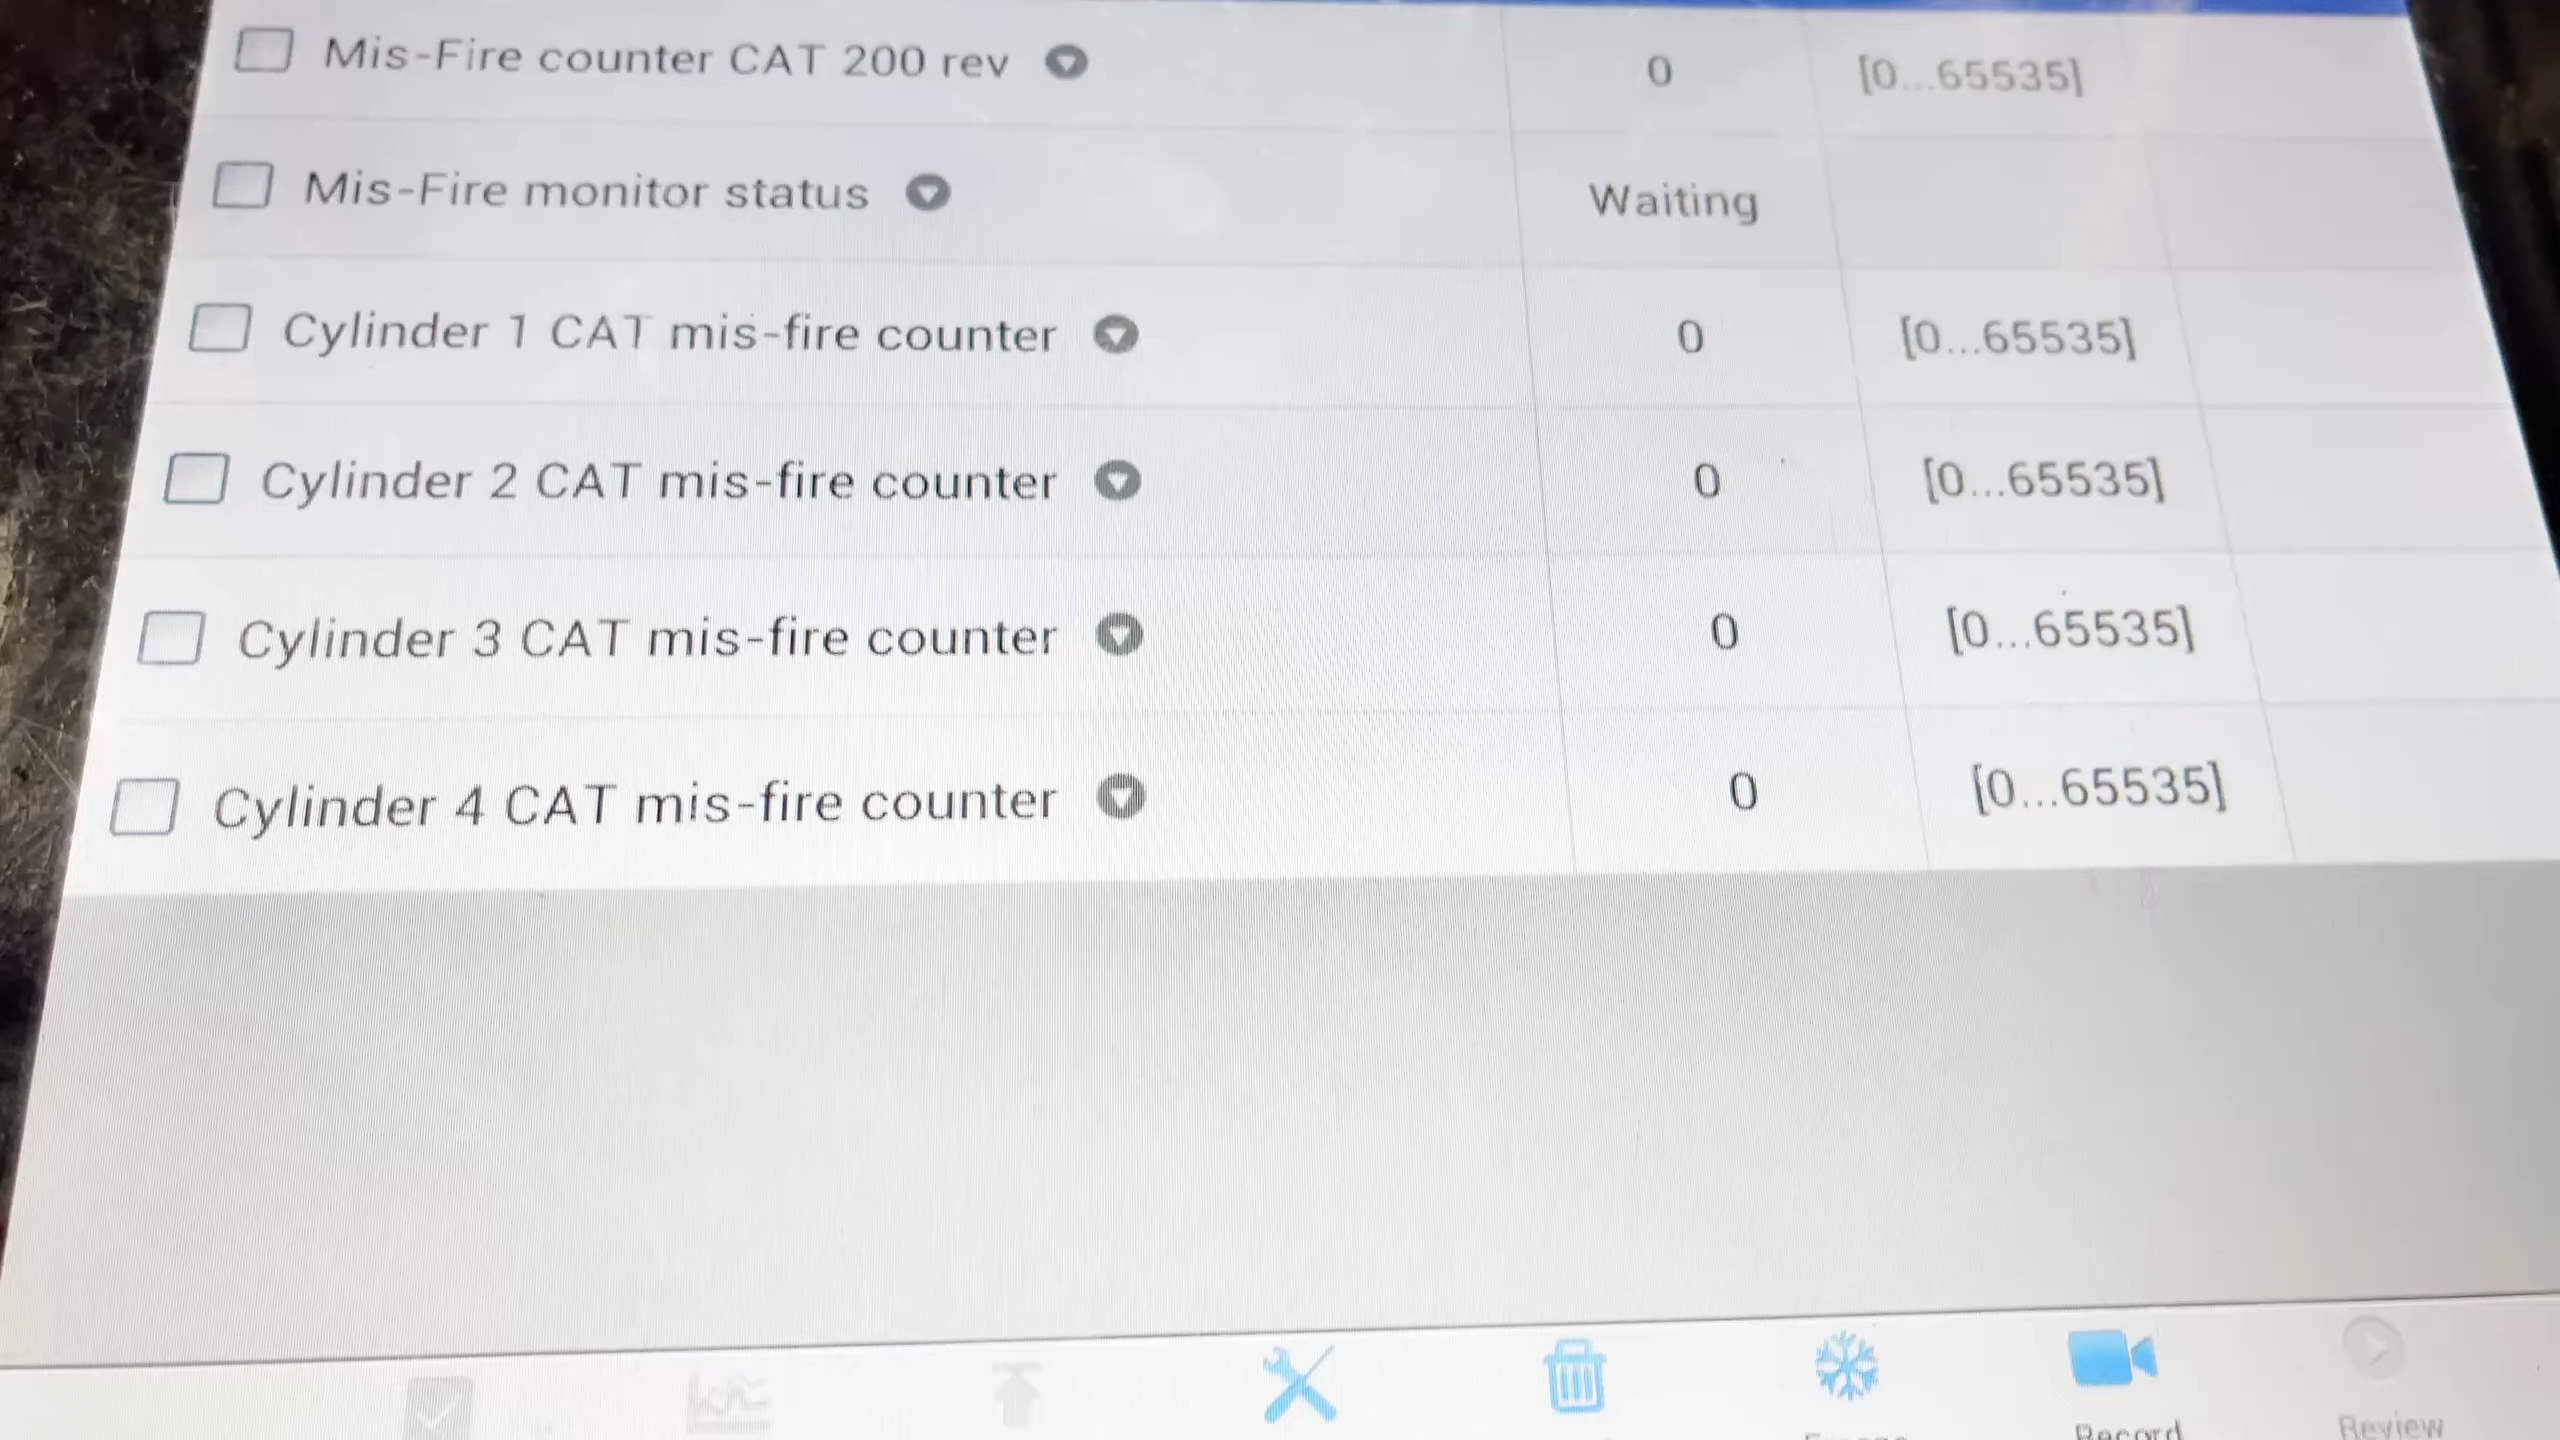 Mis-Fire counter CAT 200 rev 0 [0...65535]
Mis-Fire monitor status Waiting
Cylinder 1 CAT mis-fire counter 0 [0...65535]
Cylinder 2 CAT mis-fire counter 0 [0...65535]
Cylinder 3 CAT mis-fire counter 0 [0...65535]
Cylinder 4 CAT mis-fire counter 0 [0...65535]
Record Review